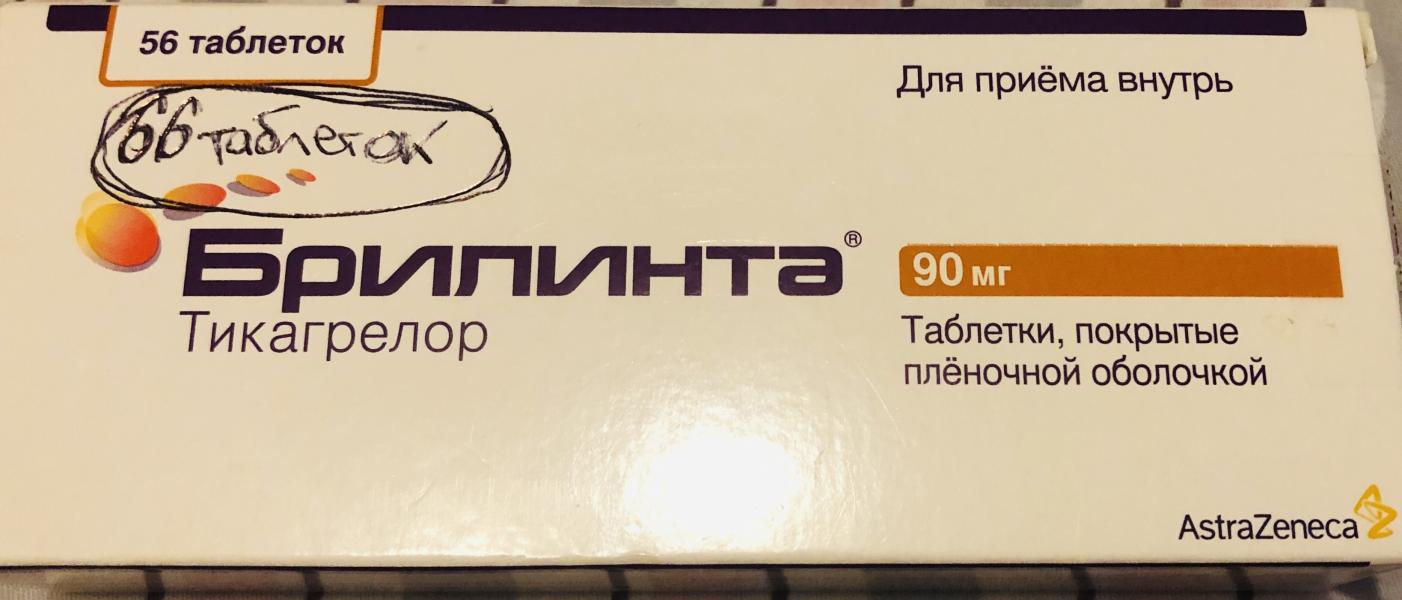 56 таблеток
Для приёма внутрь
66 таблеток
Брилинта®
90 мг
Тикагрелор
Таблетки, покрытые
плёночной оболочкой
AstraZeneca